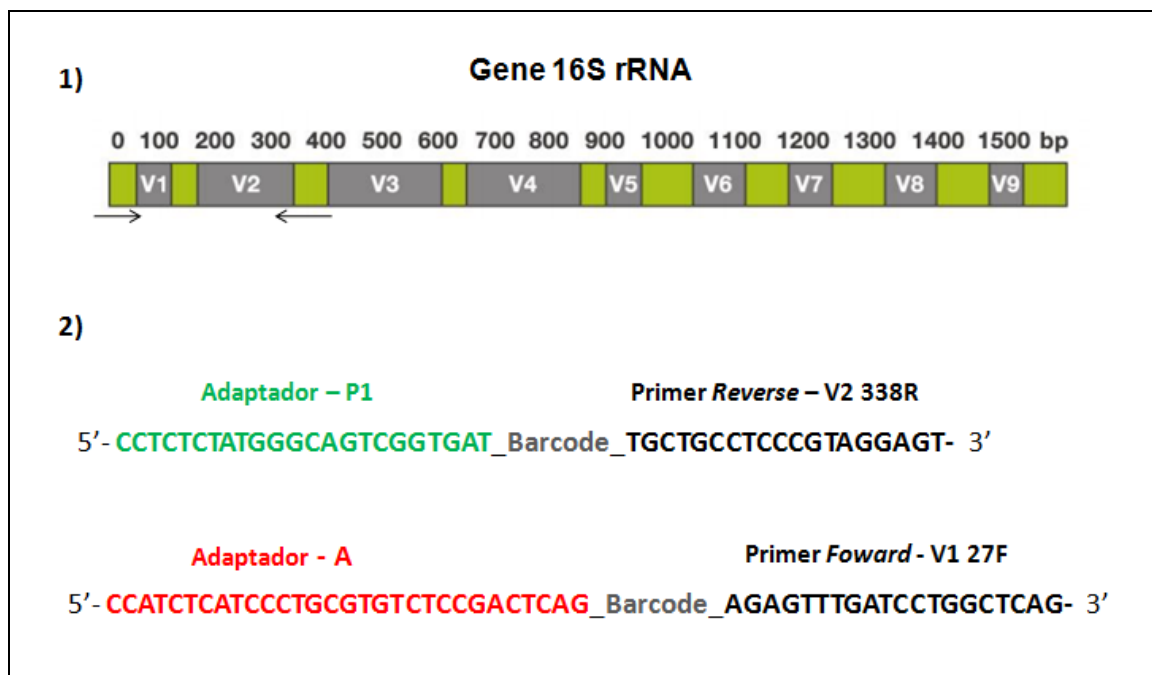 1)
Gene 16S rRNA
0 100 200 300 400 500 600 700 800 900 1000 1100 1200 1300 1400 1500 bp
V1 V2 V3 V4 V5 V6 V7 V8 V9
2)
Adaptador – P1 Primer Reverse – V2 338R
5’- CCTCTCTATGGGCAGTCGGTGAT_Barcode_TGCTGCCTCCCGTAGGAGT- 3’
Adaptador - A Primer Foward - V1 27F
5’- CCATCTCATCCCTGCGTGTCTCCGACTCAG_Barcode_AGAGTTTGATCCTGGCTCAG- 3’